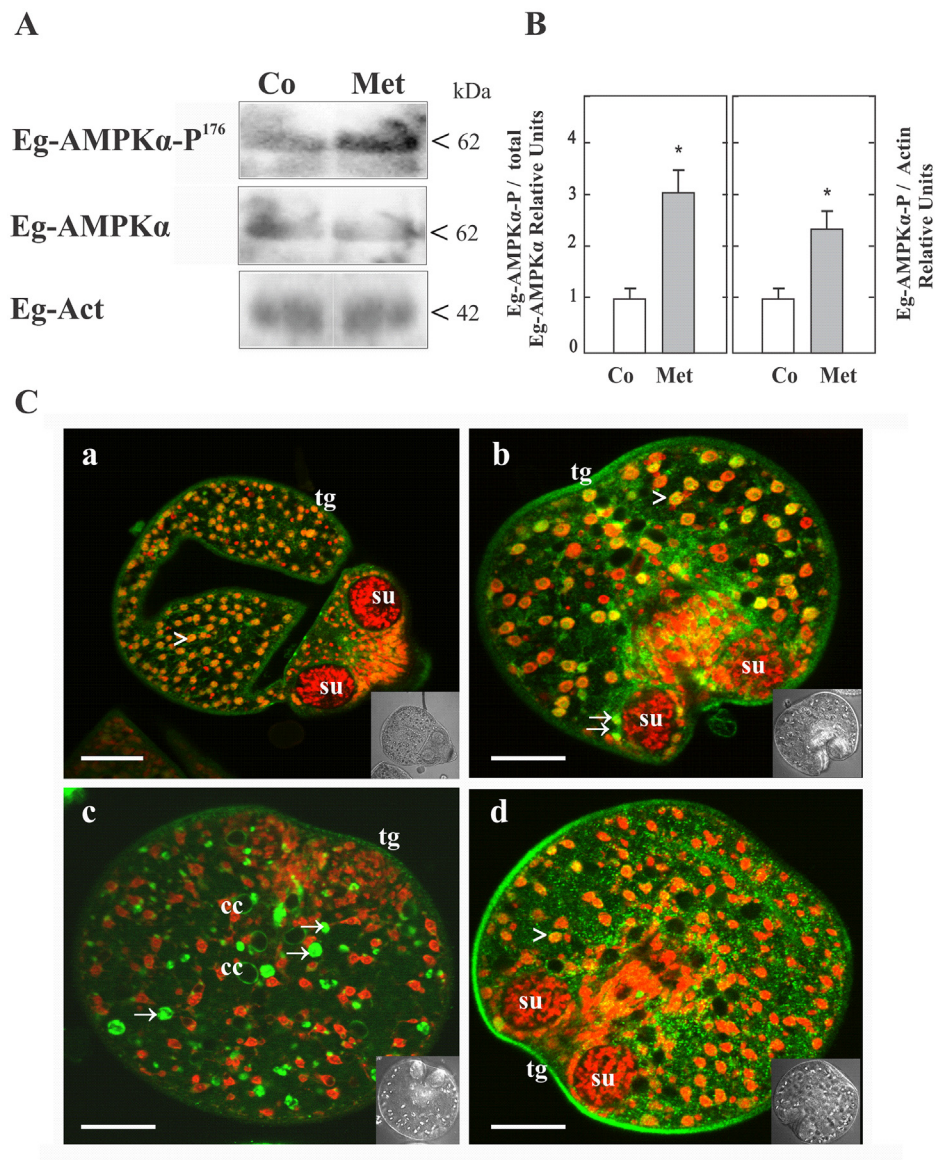 A
B
Co Met kDa
Eg-AMPKα-P¹⁷⁶ < 62
Eg-AMPKα < 62
Eg-Act < 42
Eg-AMPKα-P / total
Eg-AMPKα Relative Units
4
3
2
1
0
* *
Co Met Co Met
Eg-AMPKα-P / Actin
Relative Units
C
a
tg
su
>
su
b
tg
>
su
su
c
tg
cc
cc
d
>
su
tg
su